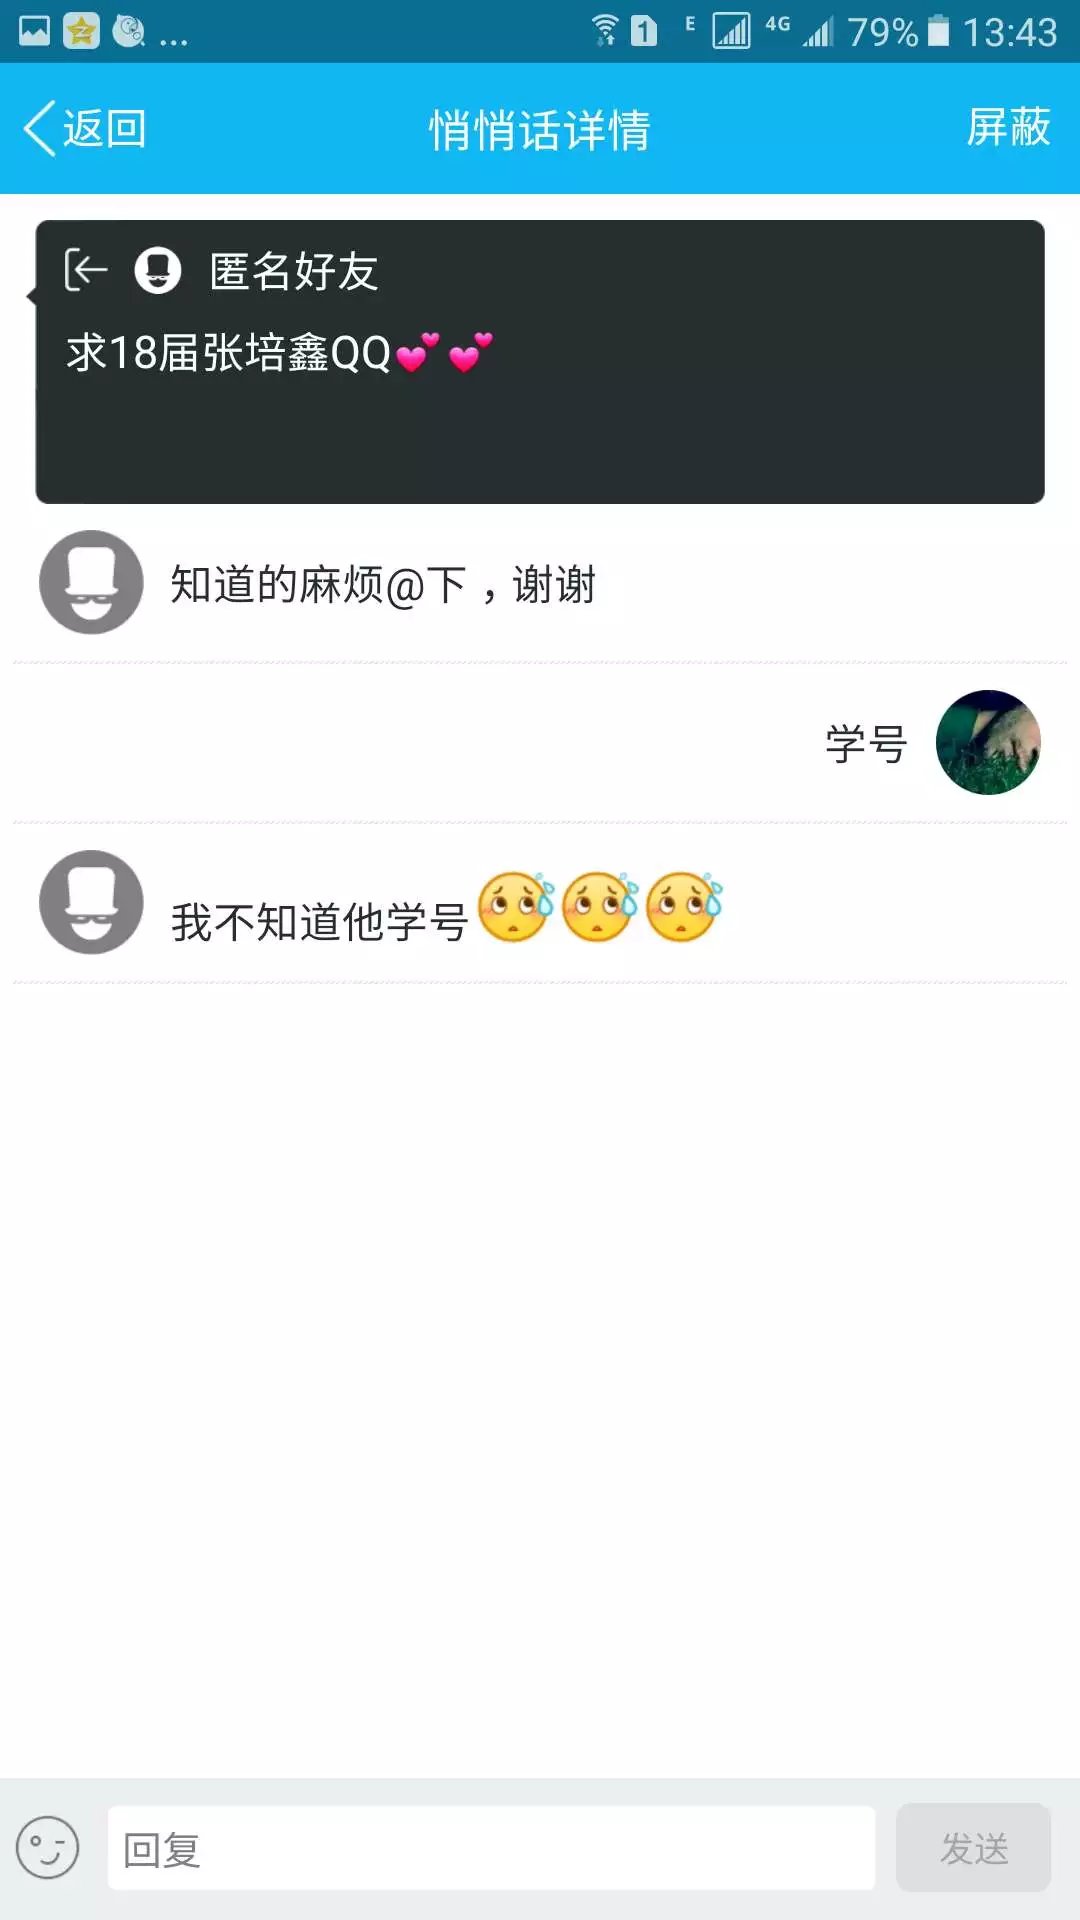 ... 1 E 4G 79% 13:43
返回 悄悄话详情 屏蔽
匿名好友
求18届张培鑫QQ💕💕
知道的麻烦@下，谢谢
学号
我不知道他学号
回复 发送